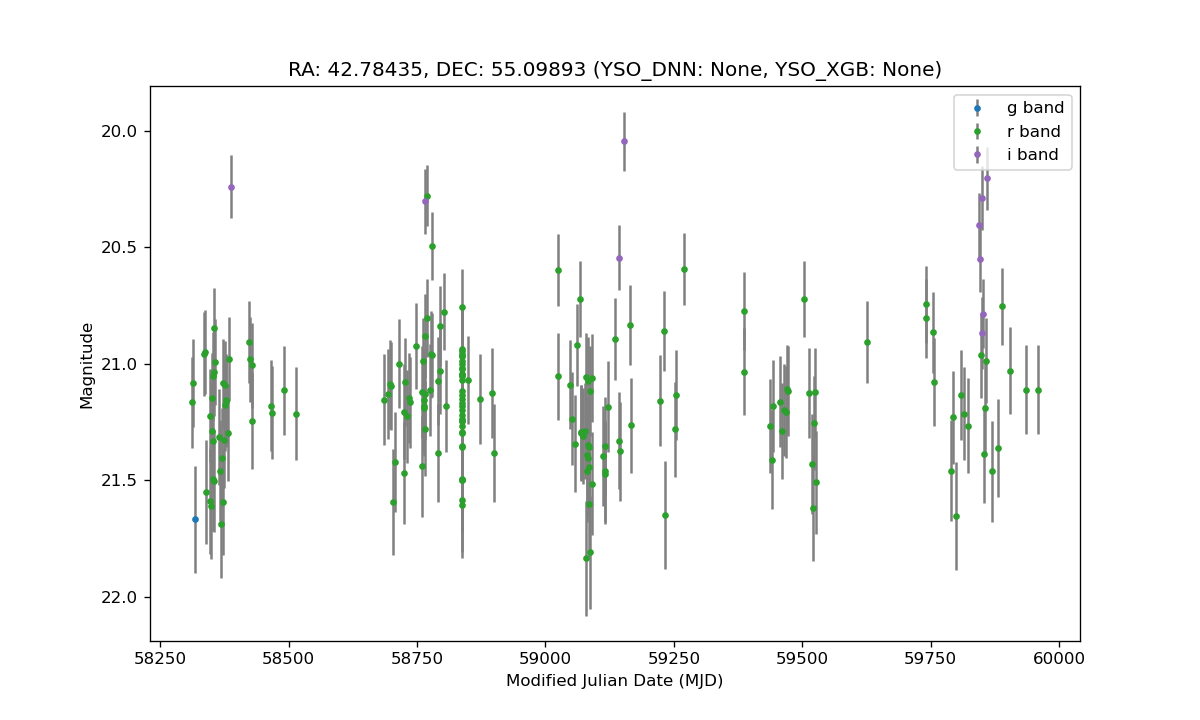 RA: 42.78435, DEC: 55.09893 (YSO_DNN: None, YSO_XGB: None)
g band
r band
i band
20.0
20.5
21.0
21.5
22.0
Magnitude
58250 58500 58750 59000 59250 59500 59750 60000
Modified Julian Date (MJD)